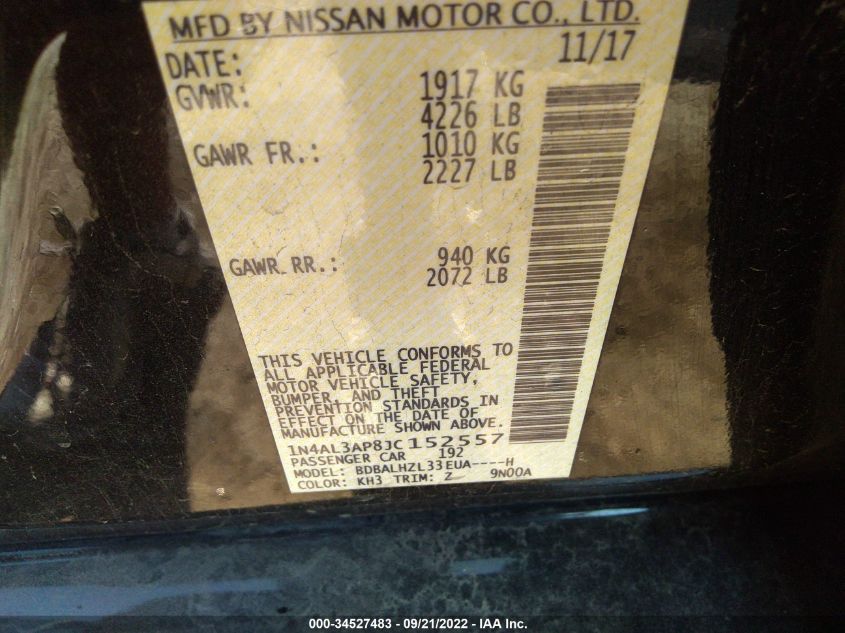 MFD BY NISSAN MOTOR CO., LTD.
DATE: 11/17
GVWR: 1917 KG
4226 LB
GAWR FR.: 1010 KG
2227 LB
GAWR RR.: 940 KG
2072 LB
THIS VEHICLE CONFORMS TO
ALL APPLICABLE FEDERAL
MOTOR VEHICLE SAFETY,
BUMPER, AND THEFT
PREVENTION STANDARDS IN
EFFECT ON THE DATE OF
MANUFACTURE SHOWN ABOVE.
1N4AL3AP8JC152557
PASSENGER CAR 192
MODEL: BDBALHZL33EUA----H
COLOR: KH3 TRIM: Z 9N00A
000-34527483 - 09/21/2022 - IAA Inc.